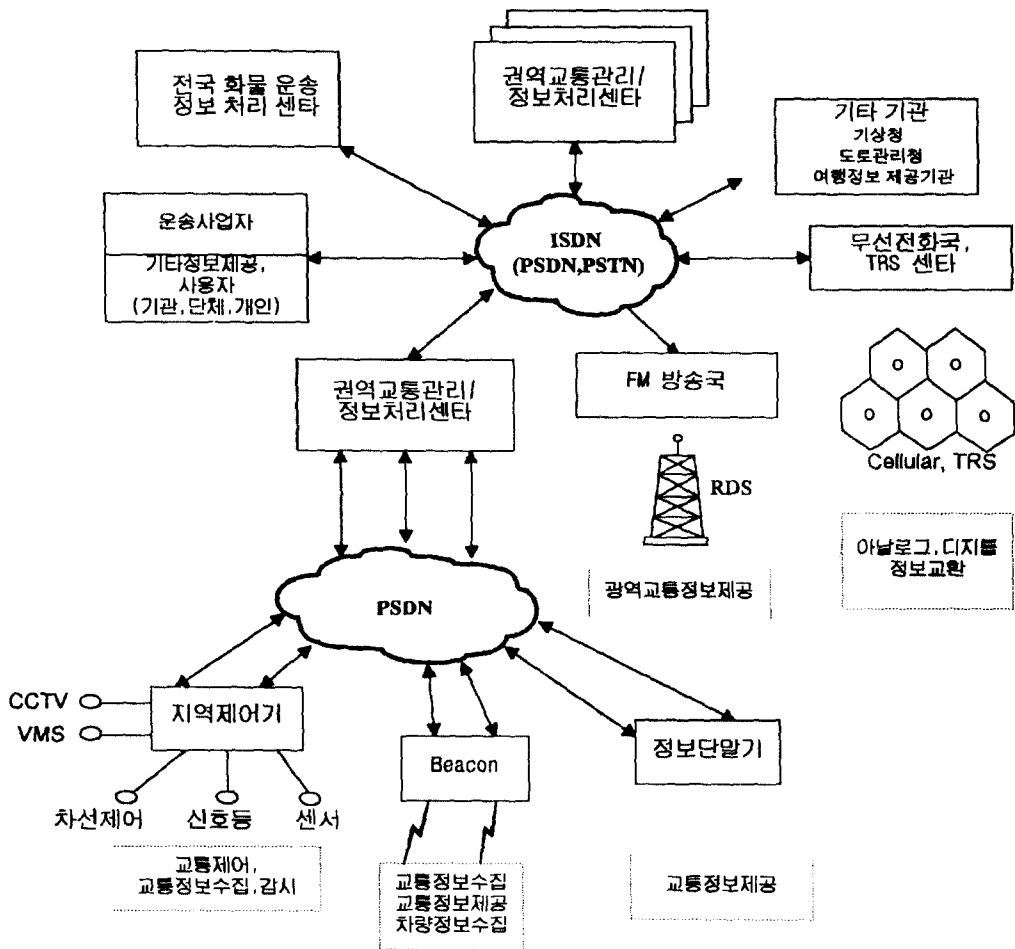 전국 화물 운송
정보 처리 센타
권역교통관리/
정보처리센타
기타 기관
기상청
도로관리청
여행정보 제공기관
운송사업자
기타정보제공,
사용자
(기관,단체,개인)
ISDN
(PSDN,PSTN)
무선전화국,
TRS 센타
권역교통관리/
정보처리센타
FM 방송국
Cellular, TRS
RDS
아날로그,디지틀
정보교환
광역교통정보제공
PSDN
CCTV
VMS
지역제어기
Beacon
정보단말기
차선제어
신호등
센서
교통제어,
교통정보수집,감시
교통정보수집
교통정보제공
차량정보수집
교통정보제공